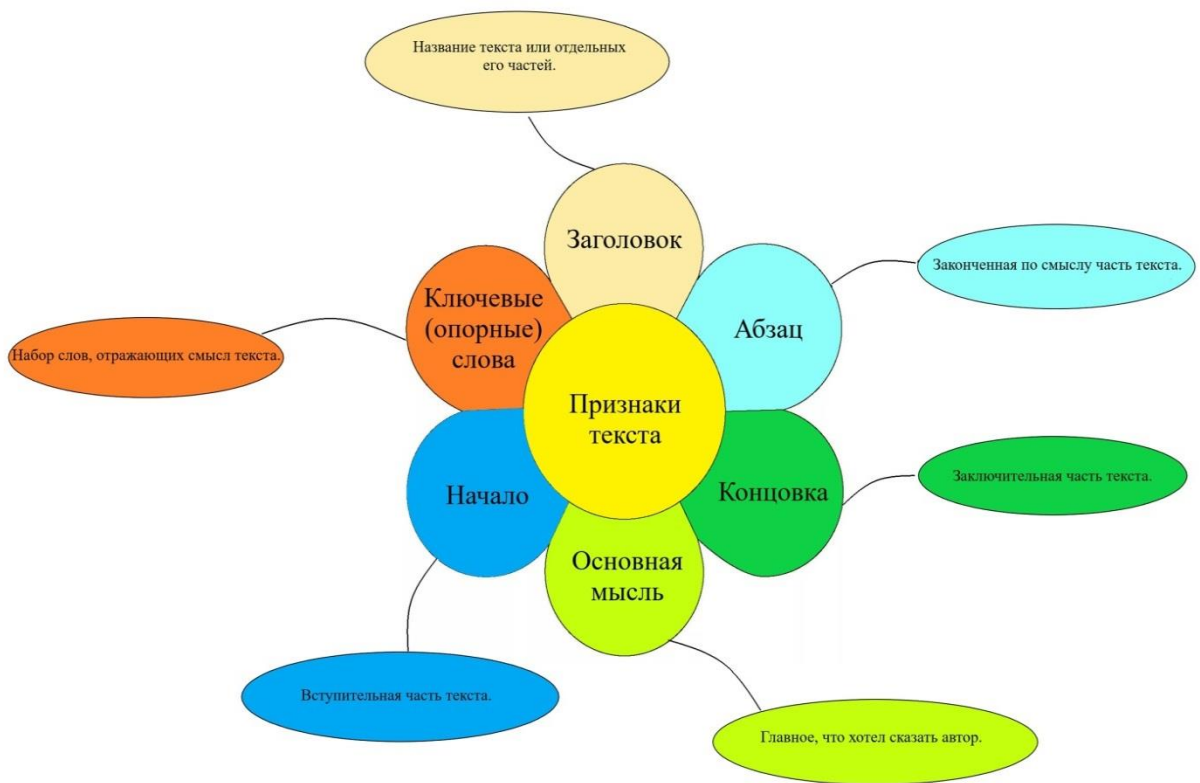 Название текста или отдельных
его частей.
Заголовок
Законченная по смыслу часть текста.
Абзац
Ключевые
(опорные)
слова
Набор слов, отражающих смысл текста.
Признаки
текста
Начало
Концовка
Заключительная часть текста.
Основная
мысль
Вступительная часть текста.
Главное, что хотел сказать автор.